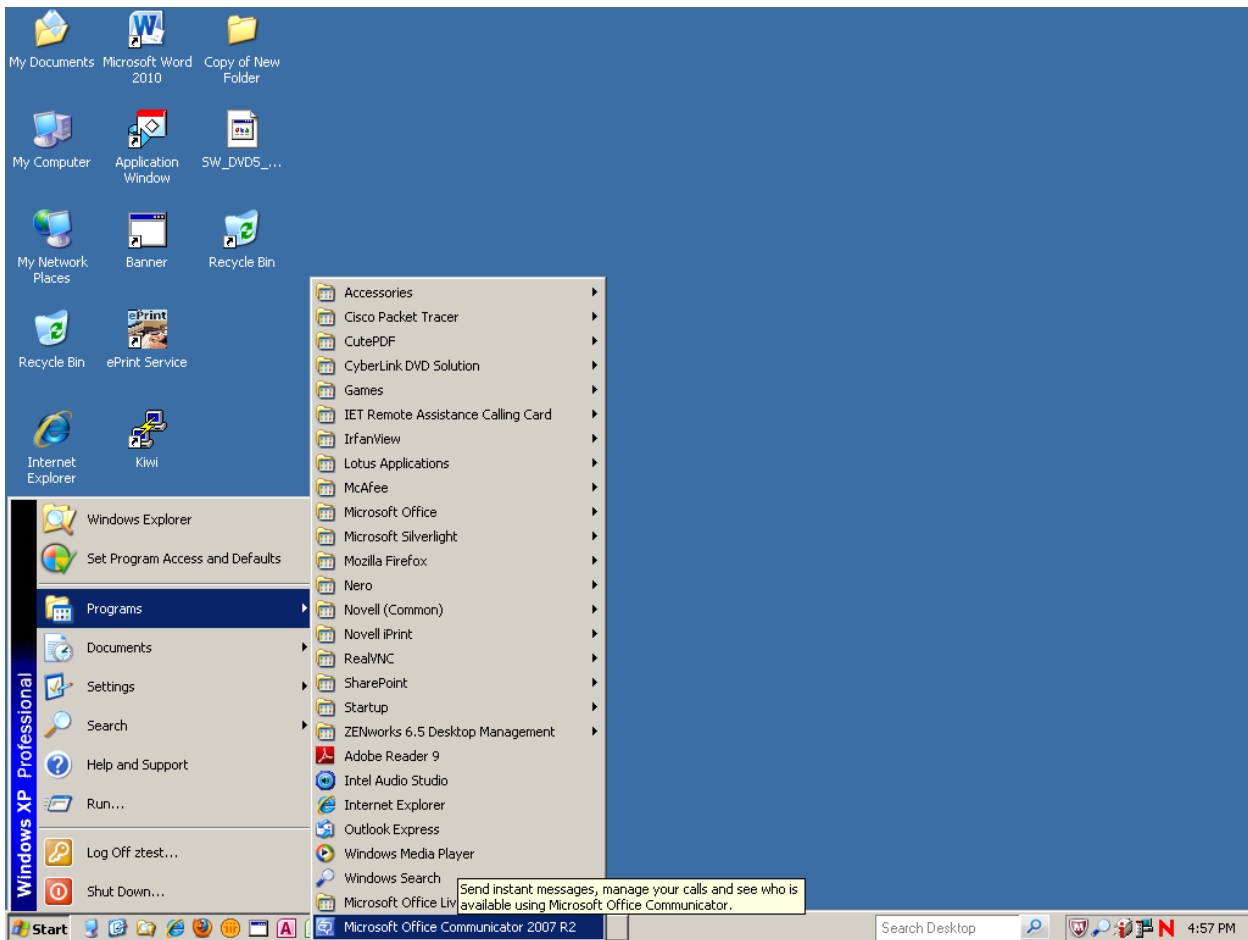 My Documents
Microsoft Word
2010
Copy of New
Folder
My Computer
Application
Window
SW_DVD5_...
My Network
Places
Banner
Recycle Bin
Recycle Bin
ePrint
ePrint Service
Internet
Explorer
Kiwi
Windows XP Professional
Windows Explorer
Set Program Access and Defaults
Programs
Documents
Settings
Search
Help and Support
Run...
Log Off ztest...
Shut Down...
Accessories
Cisco Packet Tracer
CutePDF
CyberLink DVD Solution
Games
IET Remote Assistance Calling Card
IrfanView
Lotus Applications
McAfee
Microsoft Office
Microsoft Silverlight
Mozilla Firefox
Nero
Novell (Common)
Novell iPrint
RealVNC
SharePoint
Startup
ZENworks 6.5 Desktop Management
Adobe Reader 9
Intel Audio Studio
Internet Explorer
Outlook Express
Windows Media Player
Windows Search
Microsoft Office Liv
Microsoft Office Communicator 2007 R2
Send instant messages, manage your calls and see who is
available using Microsoft Office Communicator.
Start
Search Desktop
4:57 PM